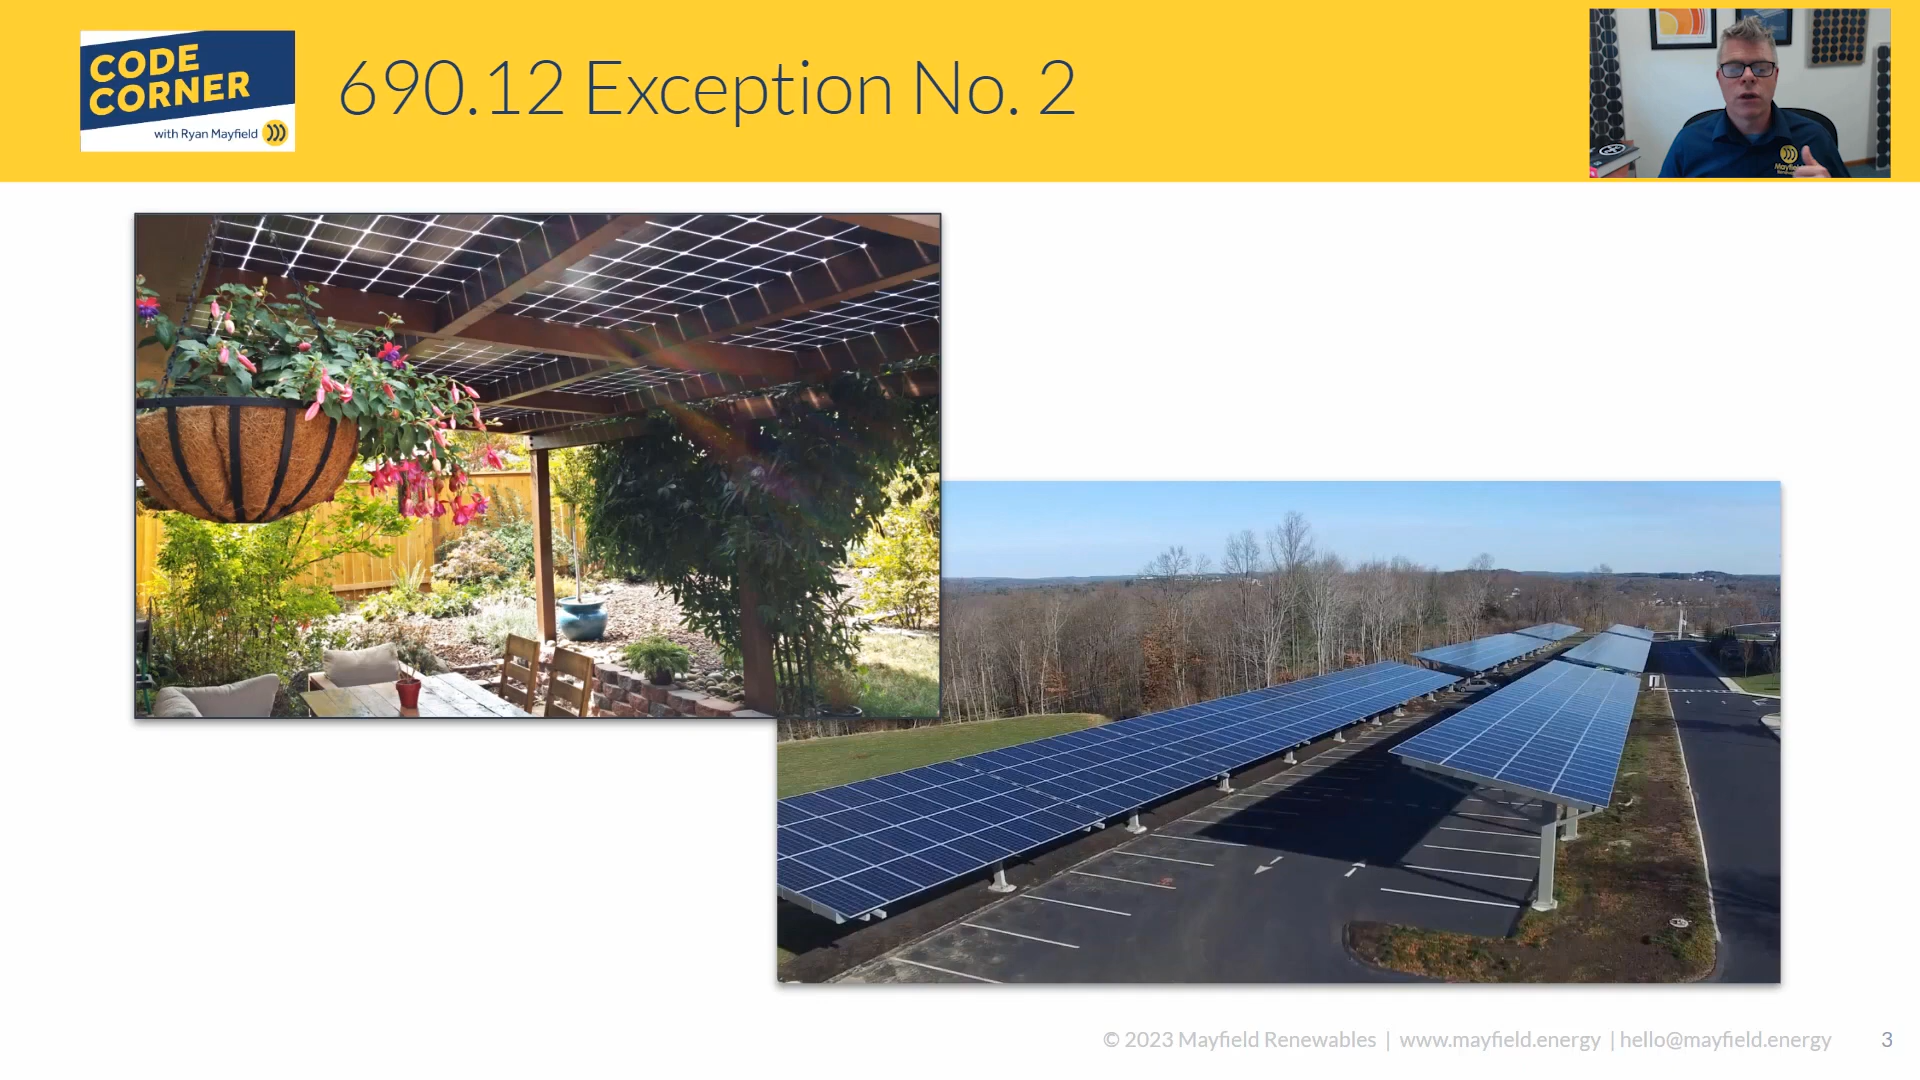 CODE
CORNER
with Ryan Mayfield
690.12 Exception No. 2
Mayfield
© 2023 Mayfield Renewables | www.mayfield.energy | hello@mayfield.energy
3